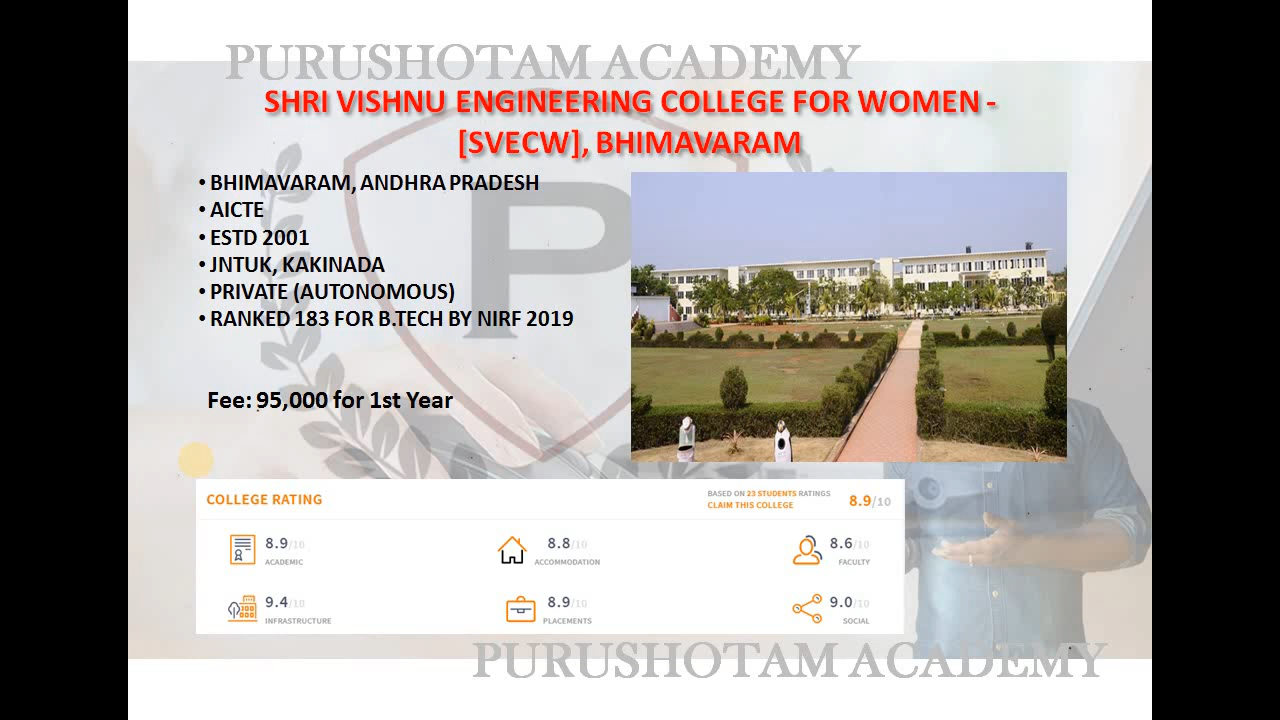 PURUSHOTAM ACADEMY
SHRI VISHNU ENGINEERING COLLEGE FOR WOMEN -
[SVECW], BHIMAVARAM
• BHIMAVARAM, ANDHRA PRADESH
• AICTE
• ESTD 2001
• JNTUK, KAKINADA
• PRIVATE (AUTONOMOUS)
• RANKED 183 FOR B.TECH BY NIRF 2019
Fee: 95,000 for 1st Year
P
COLLEGE RATING
BASED ON 23 STUDENTS RATINGS
CLAIM THIS COLLEGE
8.9/10
8.9/10
ACADEMIC
8.8/10
ACCOMMODATION
8.6/10
FACULTY
9.4/10
INFRASTRUCTURE
8.9/10
PLACEMENTS
9.0/10
SOCIAL
PURUSHOTAM ACADEMY